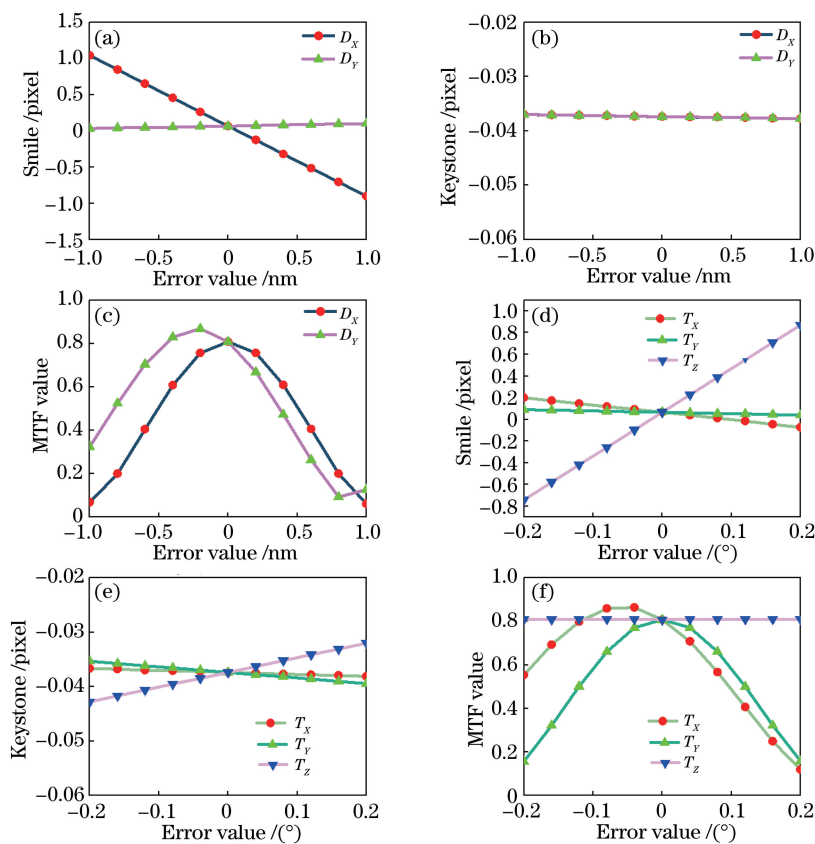 (a)
D_X
D_Y
Smile /pixel
1.5
1.0
0.5
0
−0.5
−1.0
1.5
−1.0
−0.5
0
0.5
1.0
Error value /nm
(b)
D_X
D_Y
Keystone /pixel
−0.02
−0.03
−0.04
−0.05
−0.06
−1.0
−0.5
0
0.5
1.0
Error value /nm
(c)
D_X
D_Y
MTF value
1.0
0.8
0.6
0.4
0.2
0
−1.0
−0.5
0
0.5
1.0
Error value /nm
(d)
T_X
T_Y
T_Z
Smile /pixel
1.0
0.8
0.6
0.4
0.2
0
−0.2
−0.4
−0.6
−0.8
−0.2
−0.1
0
0.1
0.2
Error value /(°)
(e)
T_X
T_Y
T_Z
Keystone /pixel
−0.02
−0.03
−0.04
−0.05
−0.06
−0.2
−0.1
0
0.1
0.2
Error value /(°)
(f)
T_X
T_Y
T_Z
MTF value
1.0
0.8
0.6
0.4
0.2
0
−0.2
−0.1
0
0.1
0.2
Error value /(°)